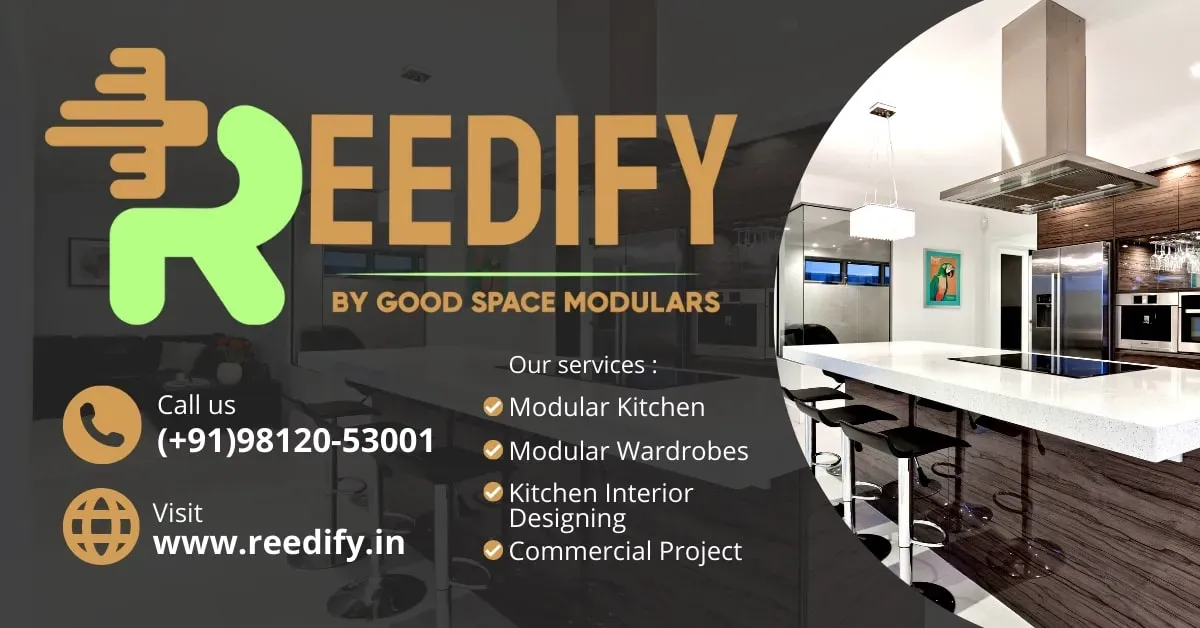 REEDIFY
BY GOOD SPACE MODULARS
Call us
(+91)98120-53001
Visit
www.reedify.in
Our services :
Modular Kitchen
Modular Wardrobes
Kitchen Interior
Designing
Commercial Project